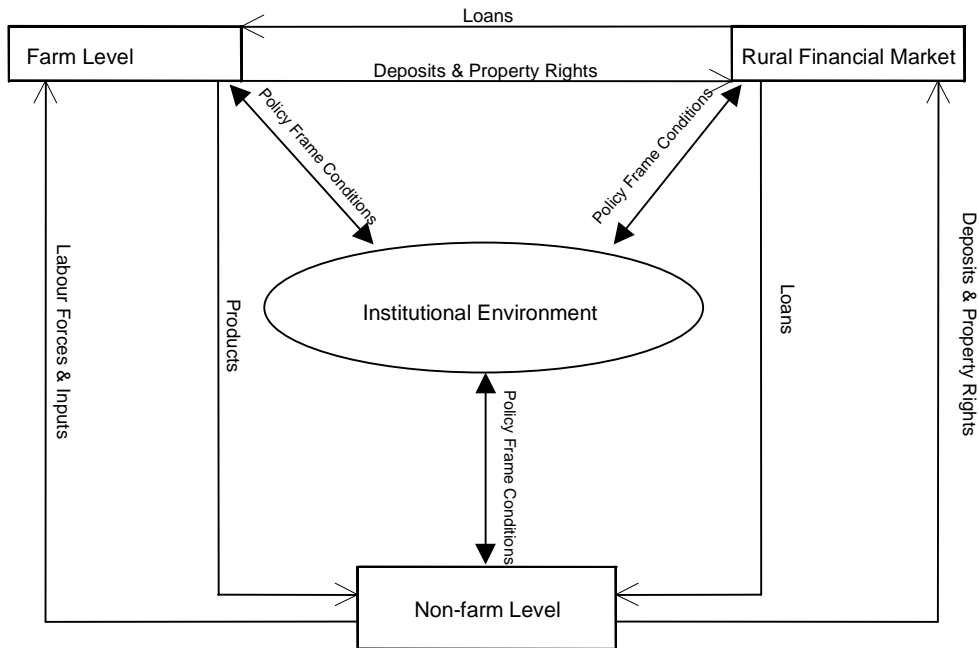 Loans
Farm Level
Rural Financial Market
Deposits & Property Rights
Policy Frame Conditions
Policy Frame Conditions
Labour Forces & Inputs
Products
Institutional Environment
Loans
Deposits & Property Rights
Policy Frame Conditions
Non-farm Level